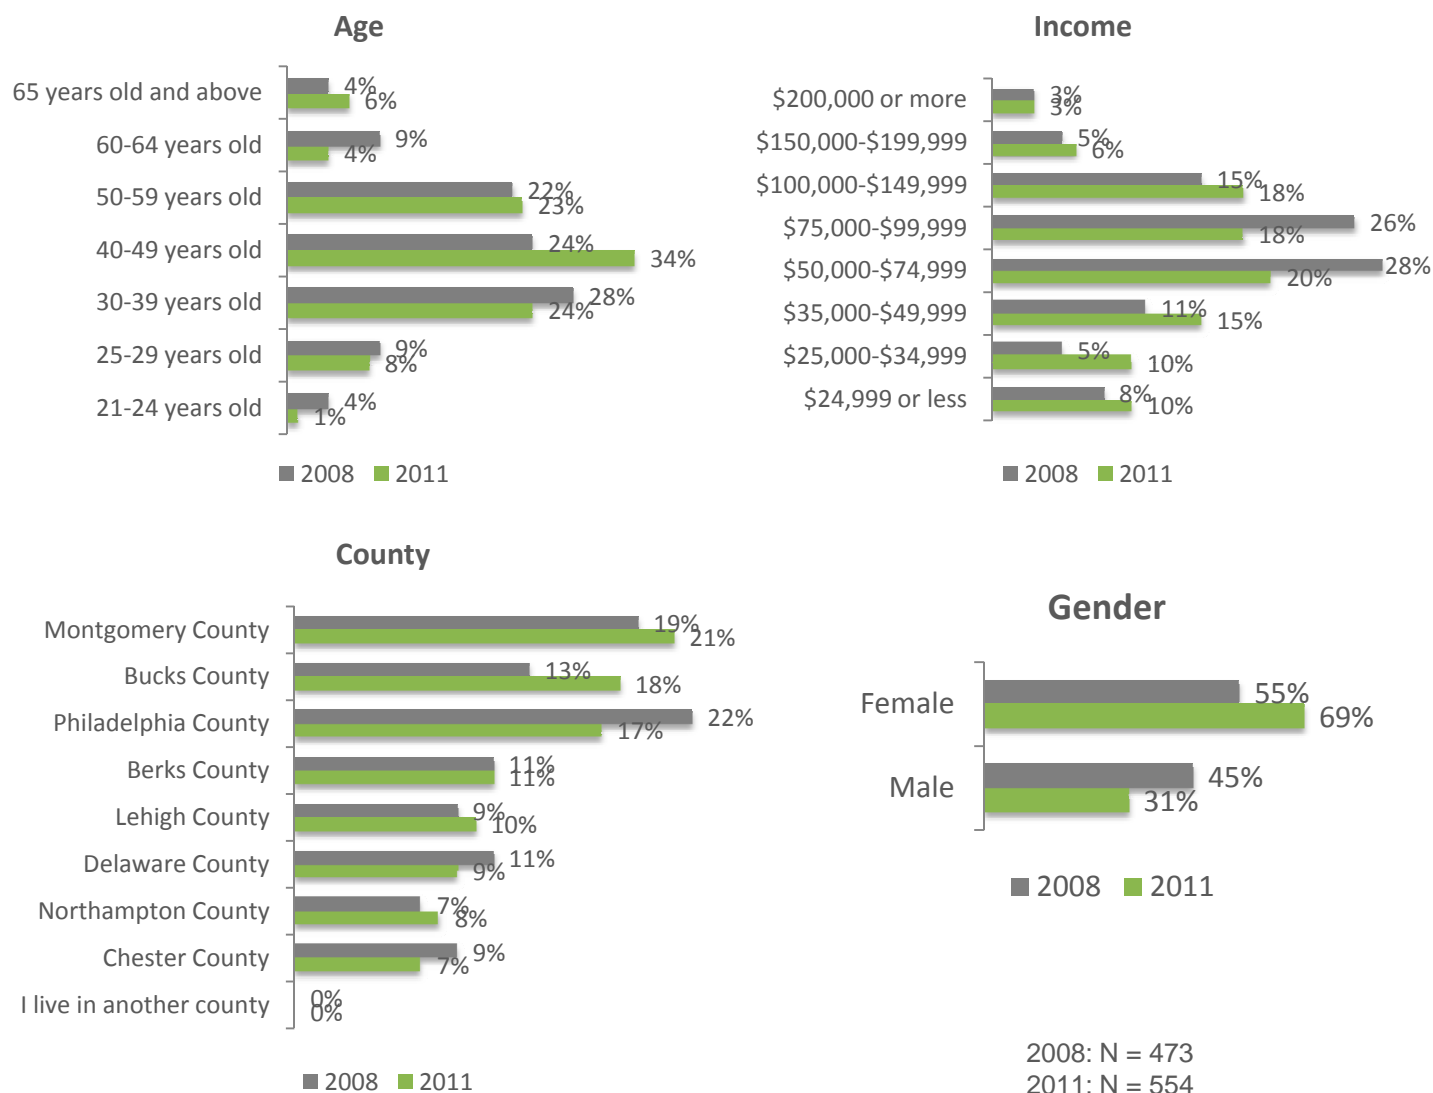 Age
65 years old and above 4% 6%
60-64 years old 9% 4%
50-59 years old 22% 23%
40-49 years old 24% 34%
30-39 years old 28% 24%
25-29 years old 9% 8%
21-24 years old 4% 1%
2008 2011
Income
$200,000 or more 3% 3%
$150,000-$199,999 5% 6%
$100,000-$149,999 15% 18%
$75,000-$99,999 26% 18%
$50,000-$74,999 28% 20%
$35,000-$49,999 11% 15%
$25,000-$34,999 5% 10%
$24,999 or less 8% 10%
2008 2011
County
Montgomery County 19% 21%
Bucks County 13% 18%
Philadelphia County 22% 17%
Berks County 11% 11%
Lehigh County 9% 10%
Delaware County 11% 9%
Northampton County 7% 8%
Chester County 9% 7%
I live in another county 0% 0%
2008 2011
Gender
Female 55% 69%
Male 45% 31%
2008 2011
2008: N = 473
2011: N = 554